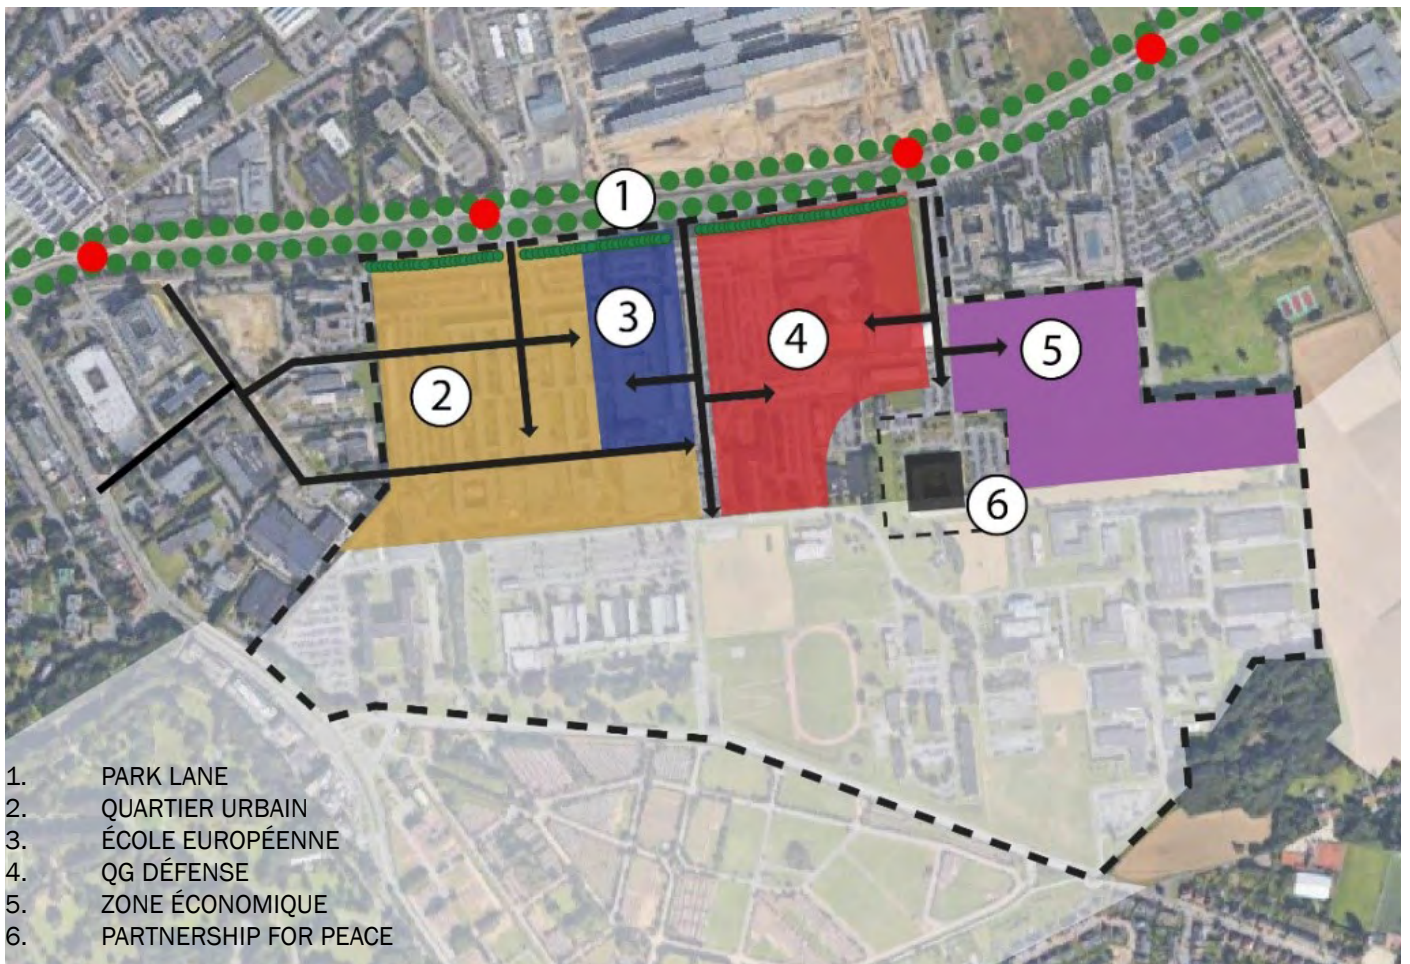 1
2
3
4
5
6
1. PARK LANE
2. QUARTIER URBAIN
3. ÉCOLE EUROPÉENNE
4. QG DÉFENSE
5. ZONE ÉCONOMIQUE
6. PARTNERSHIP FOR PEACE